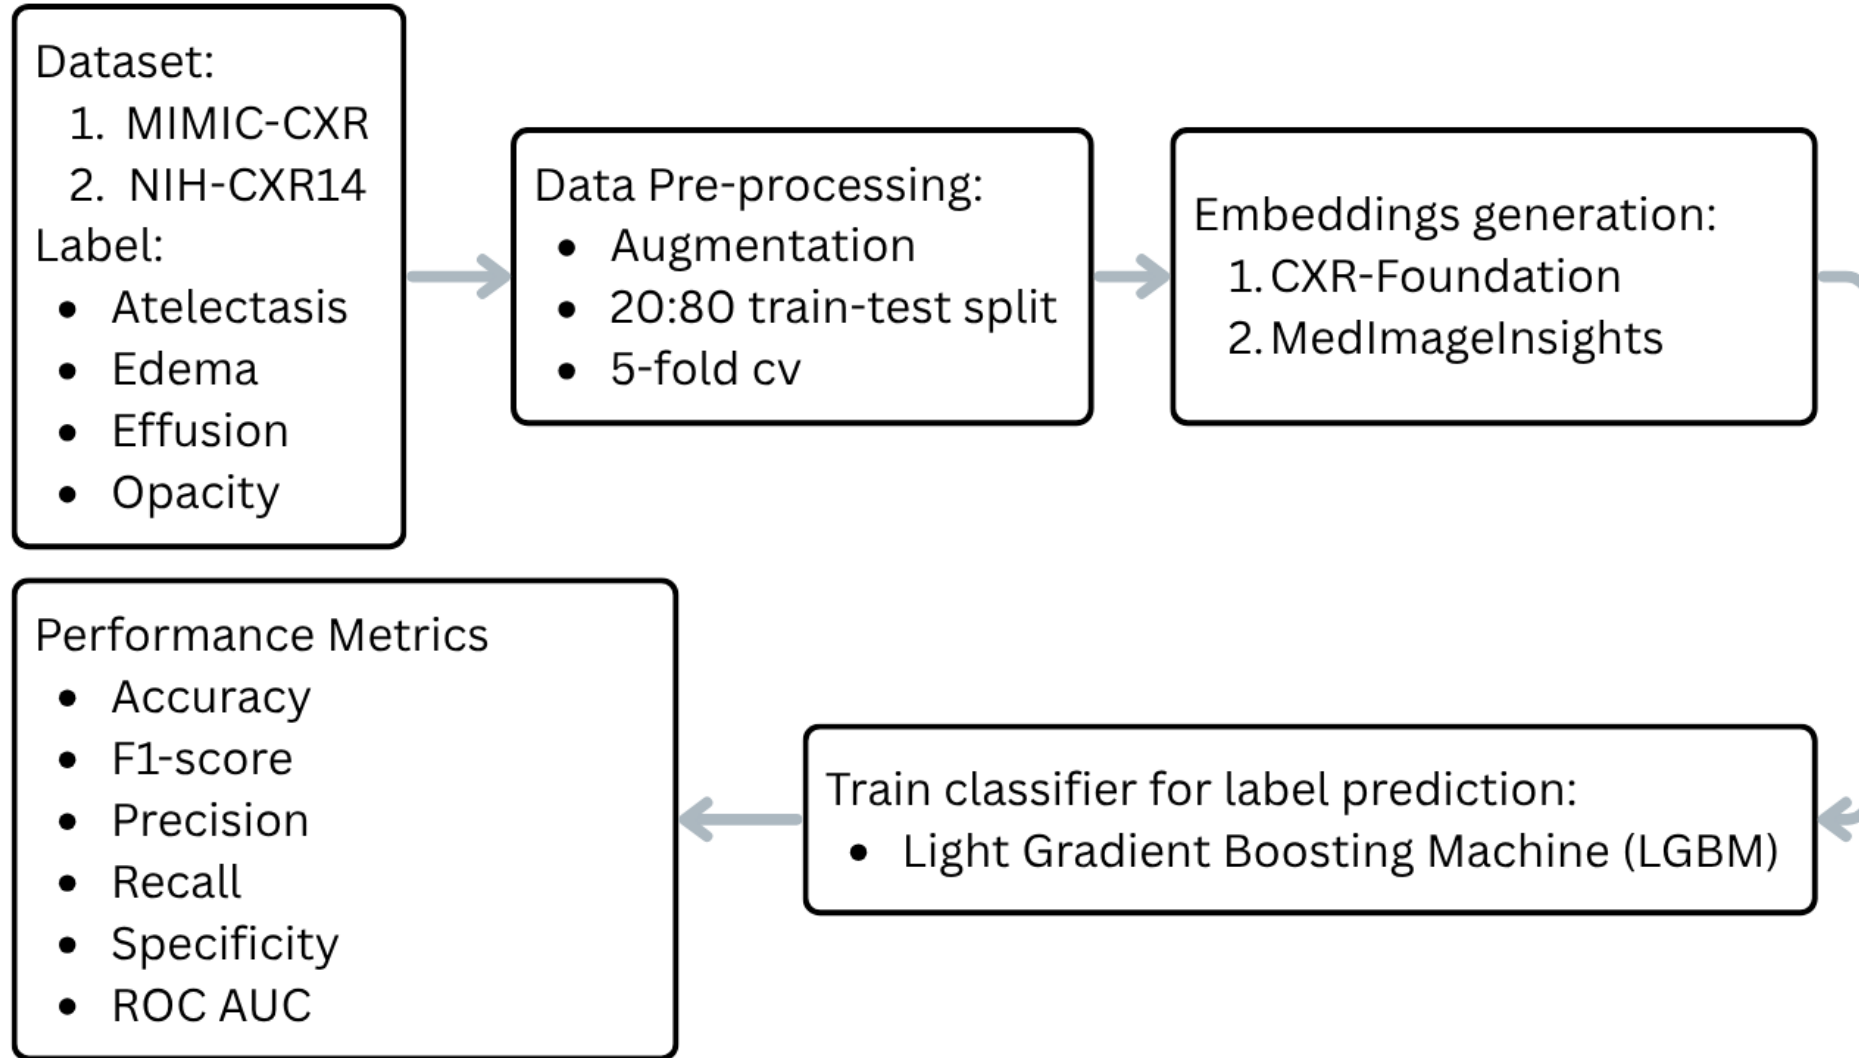 Dataset:
1. MIMIC-CXR
2. NIH-CXR14
Label:
• Atelectasis
• Edema
• Effusion
• Opacity
Data Pre-processing:
• Augmentation
• 20:80 train-test split
• 5-fold cv
Embeddings generation:
1. CXR-Foundation
2. MedImageInsights
Train classifier for label prediction:
• Light Gradient Boosting Machine (LGBM)
Performance Metrics
• Accuracy
• F1-score
• Precision
• Recall
• Specificity
• ROC AUC